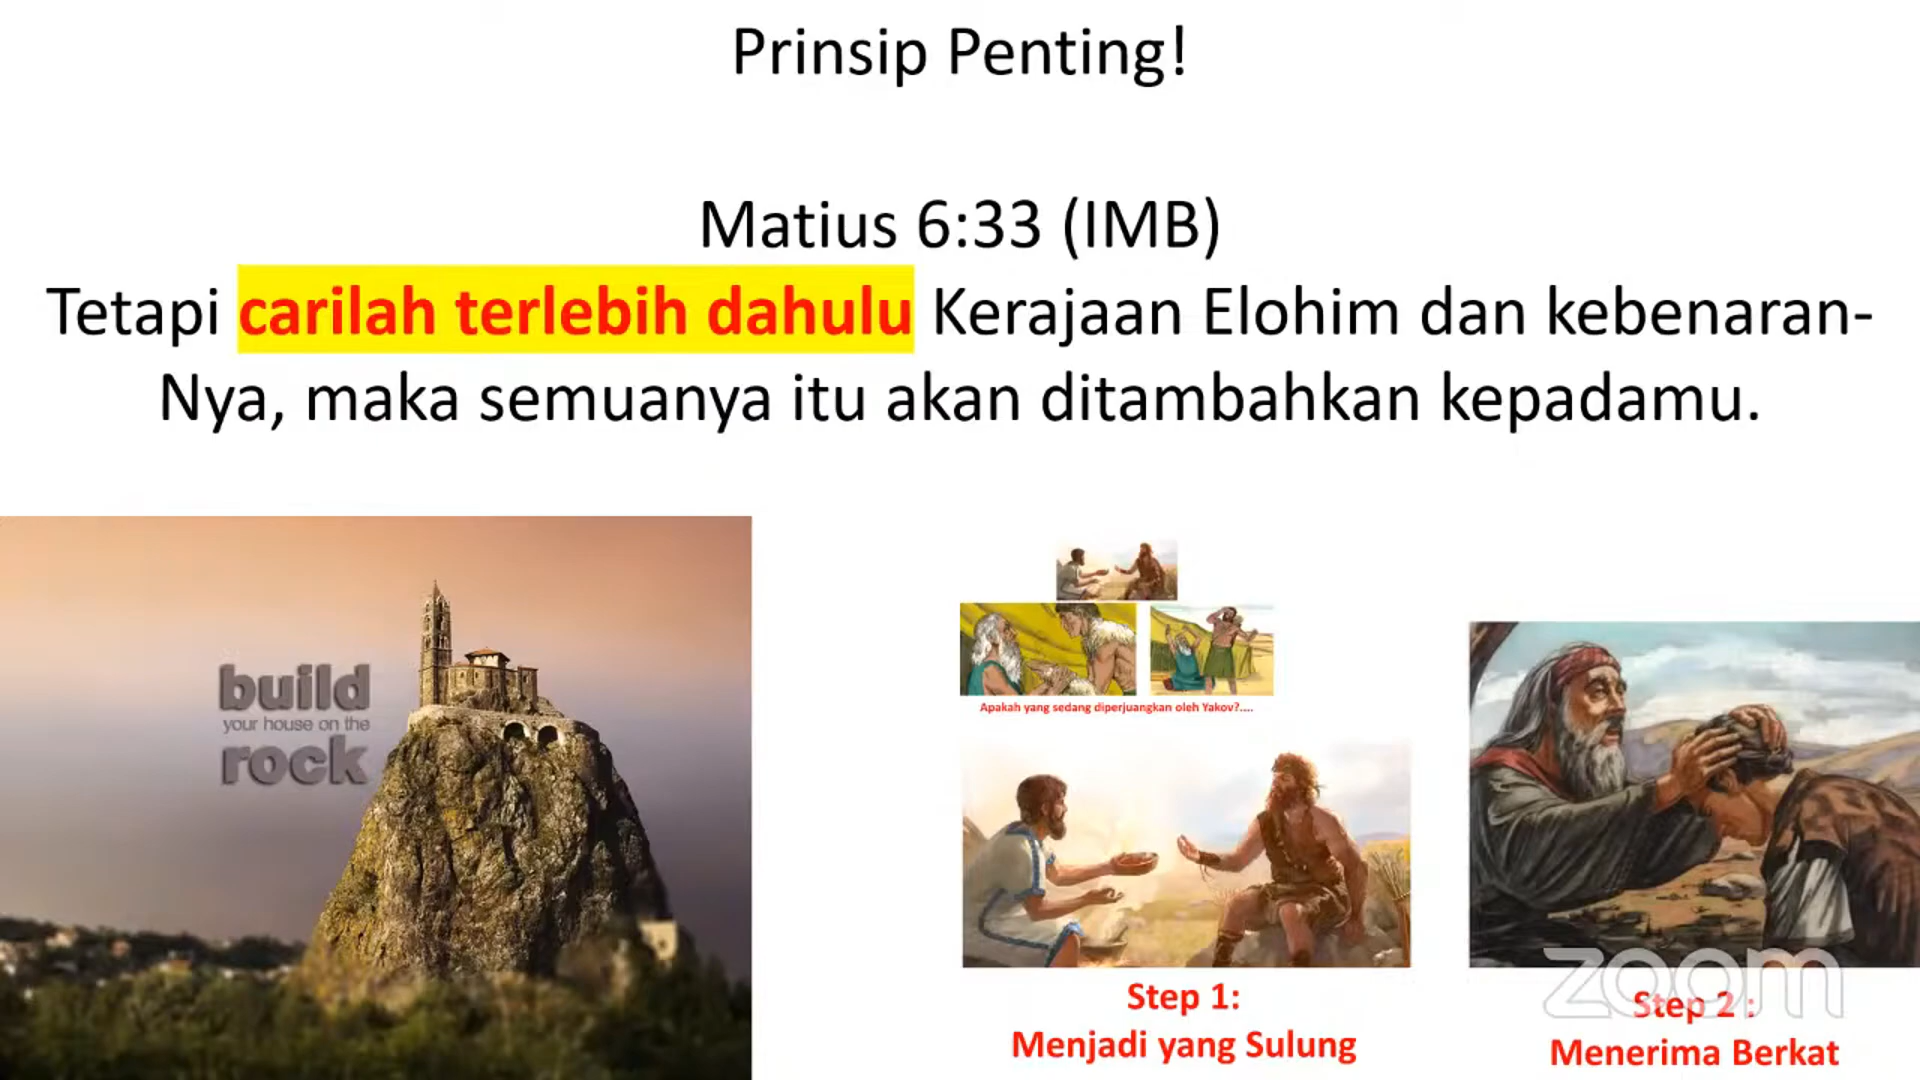 Prinsip Penting!
Matius 6:33 (IMB)
Tetapi carilah terlebih dahulu Kerajaan Elohim dan kebenaran-
Nya, maka semuanya itu akan ditambahkan kepadamu.
build
your house on the
rock
Apakah yang sedang diperjuangkan oleh Yakov?....
Step 1:
Menjadi yang Sulung
zoom
Step 2 :
Menerima Berkat